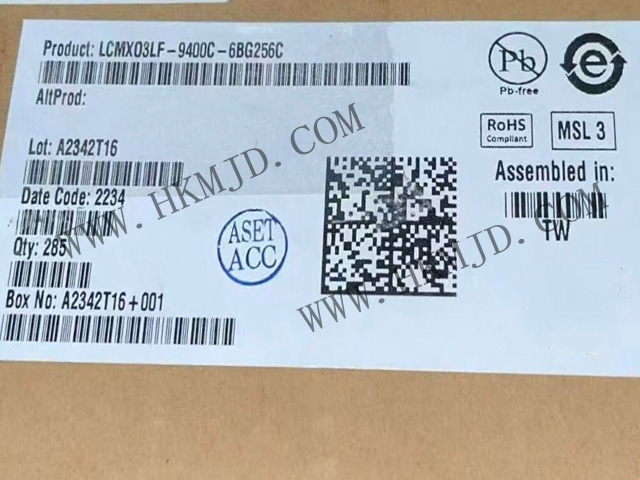 Product: LCMXO3LF-9400C-6BG256C
AltProd:
Lot: A2342T16
Date Code: 2234
Qty: 285
Box No: A2342T16+001
ASET
ACC
Pb
Pb-free
e
RoHS
Compliant
MSL 3
Assembled in:
TW
WWW.HKMJD.COM
WWW.HKMJD.COM